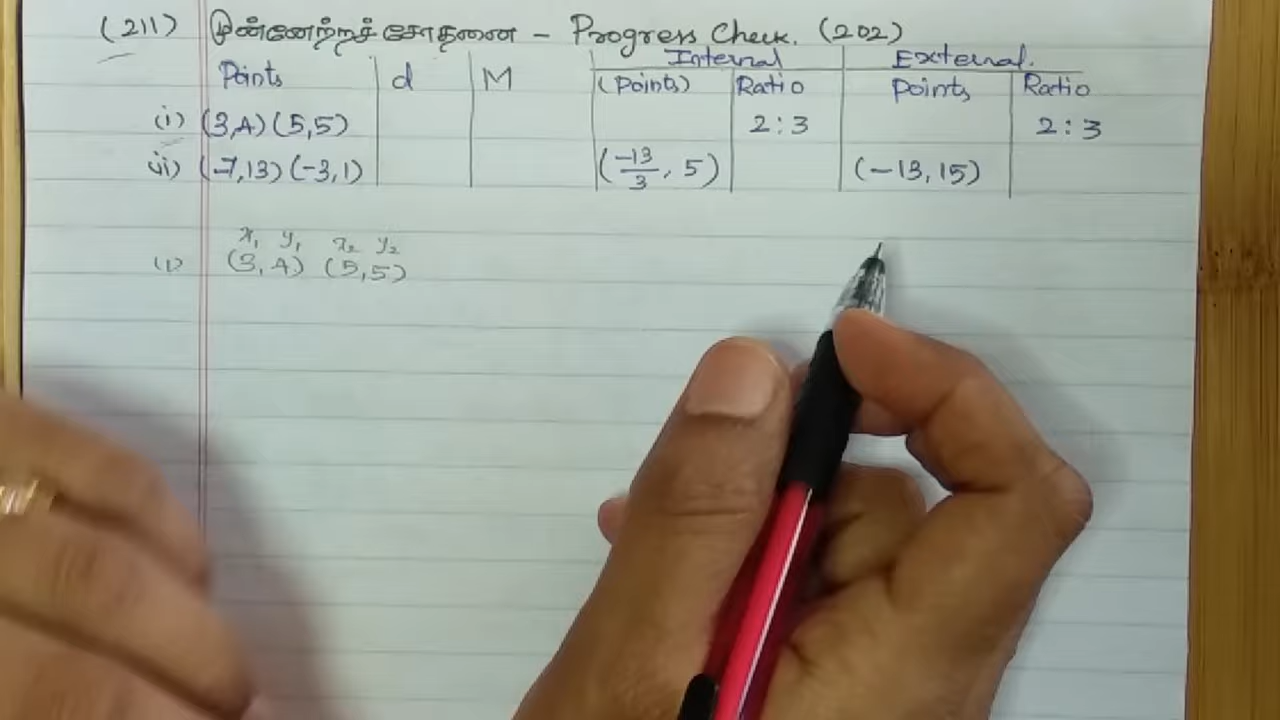 (211) முன்னேற்றச் சோதனை – Progress Check. (202)
Internal External.
Points d M (Points) Ratio Points Ratio
(i) (3,4) (5,5) 2 : 3 2 : 3
(ii) (-7,13) (-3,1) (-13/3, 5) (-13, 15)
x₁ y₁ x₂ y₂
(i) (3,4) (5,5)